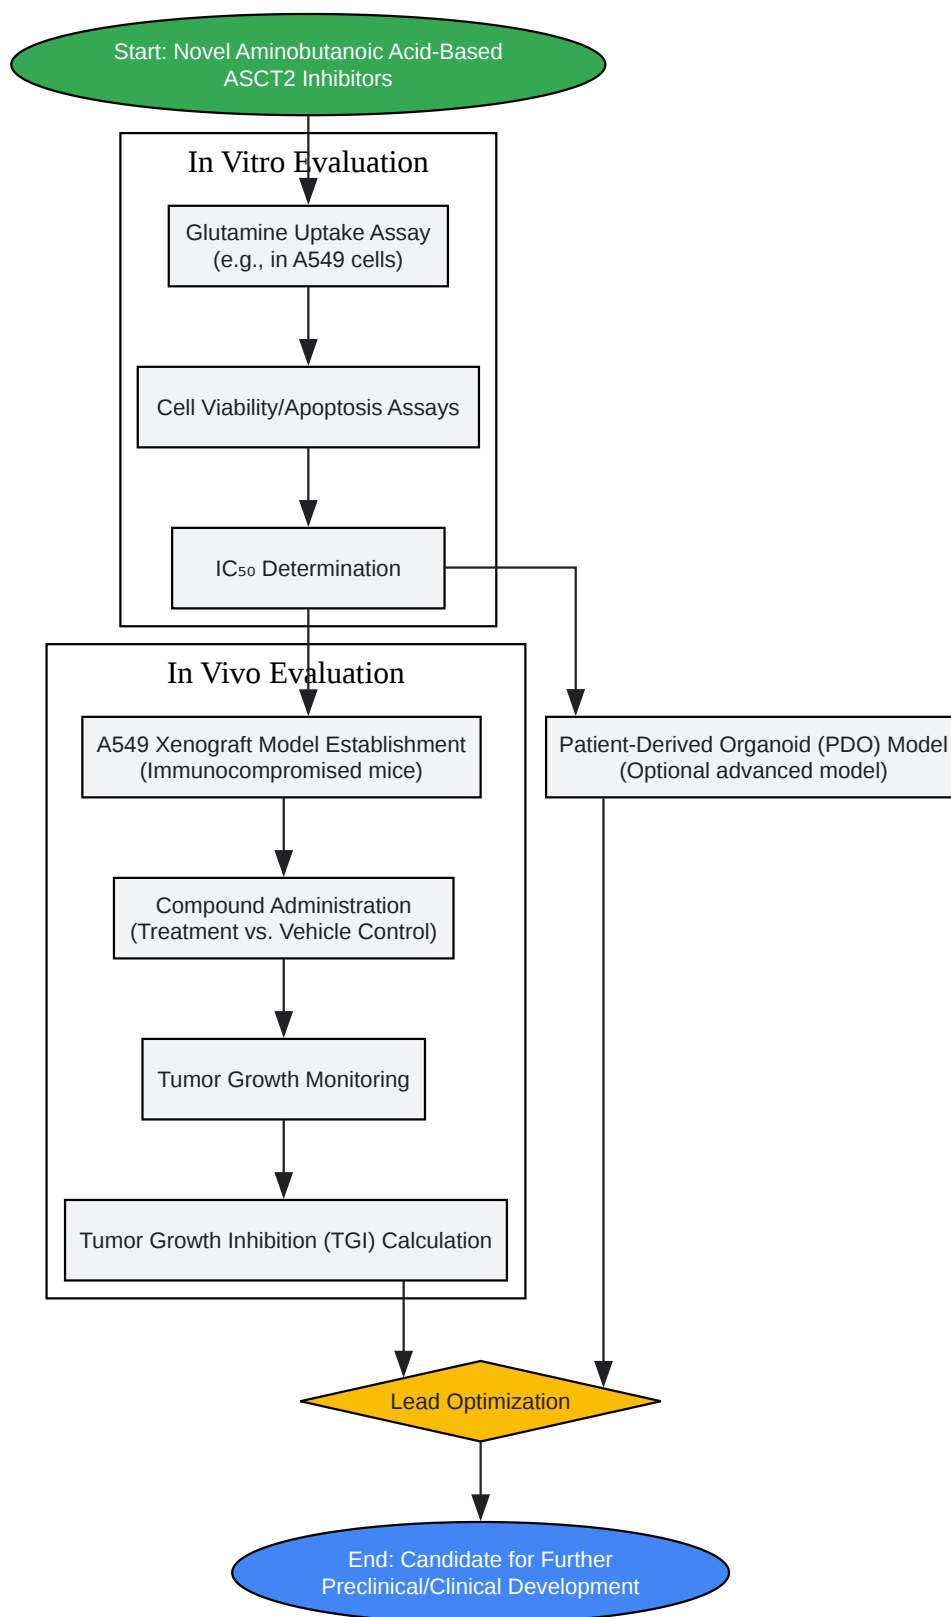 Start: Novel Aminobutanoic Acid-Based
ASCT2 Inhibitors
In Vitro Evaluation
Glutamine Uptake Assay
(e.g., in A549 cells)
Cell Viability/Apoptosis Assays
IC₅₀ Determination
In Vivo Evaluation
A549 Xenograft Model Establishment
(Immunocompromised mice)
Patient-Derived Organoid (PDO) Model
(Optional advanced model)
Compound Administration
(Treatment vs. Vehicle Control)
Tumor Growth Monitoring
Tumor Growth Inhibition (TGI) Calculation
Lead Optimization
End: Candidate for Further
Preclinical/Clinical Development